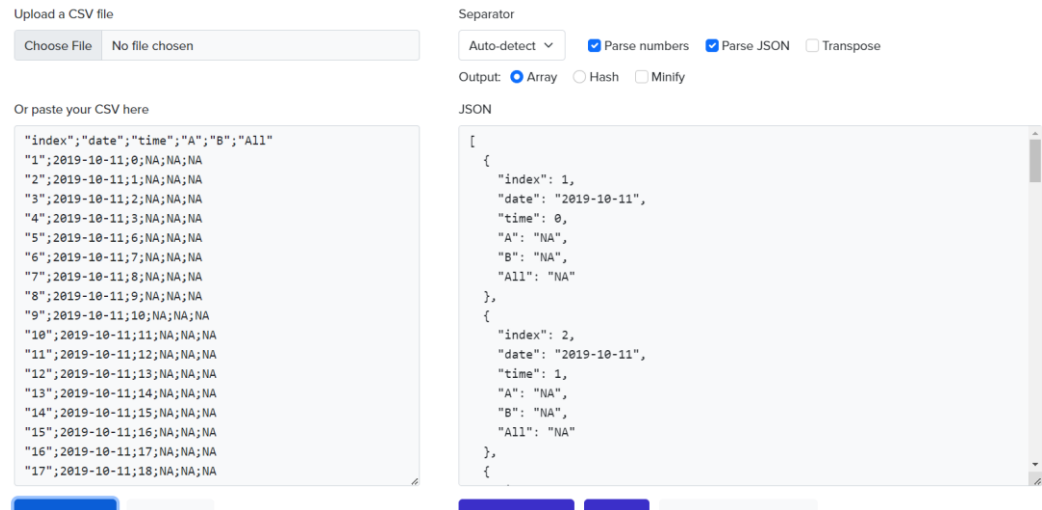 Upload a CSV file
Choose File No file chosen
Separator
Auto-detect Parse numbers Parse JSON Transpose
Output: Array Hash Minify
Or paste your CSV here
"index";"date";"time";"A";"B";"All"
"1";2019-10-11;0;NA;NA;NA
"2";2019-10-11;1;NA;NA;NA
"3";2019-10-11;2;NA;NA;NA
"4";2019-10-11;3;NA;NA;NA
"5";2019-10-11;6;NA;NA;NA
"6";2019-10-11;7;NA;NA;NA
"7";2019-10-11;8;NA;NA;NA
"8";2019-10-11;9;NA;NA;NA
"9";2019-10-11;10;NA;NA;NA
"10";2019-10-11;11;NA;NA;NA
"11";2019-10-11;12;NA;NA;NA
"12";2019-10-11;13;NA;NA;NA
"13";2019-10-11;14;NA;NA;NA
"14";2019-10-11;15;NA;NA;NA
"15";2019-10-11;16;NA;NA;NA
"16";2019-10-11;17;NA;NA;NA
"17";2019-10-11;18;NA;NA;NA
JSON
[
{
"index": 1,
"date": "2019-10-11",
"time": 0,
"A": "NA",
"B": "NA",
"All": "NA"
},
{
"index": 2,
"date": "2019-10-11",
"time": 1,
"A": "NA",
"B": "NA",
"All": "NA"
},
{